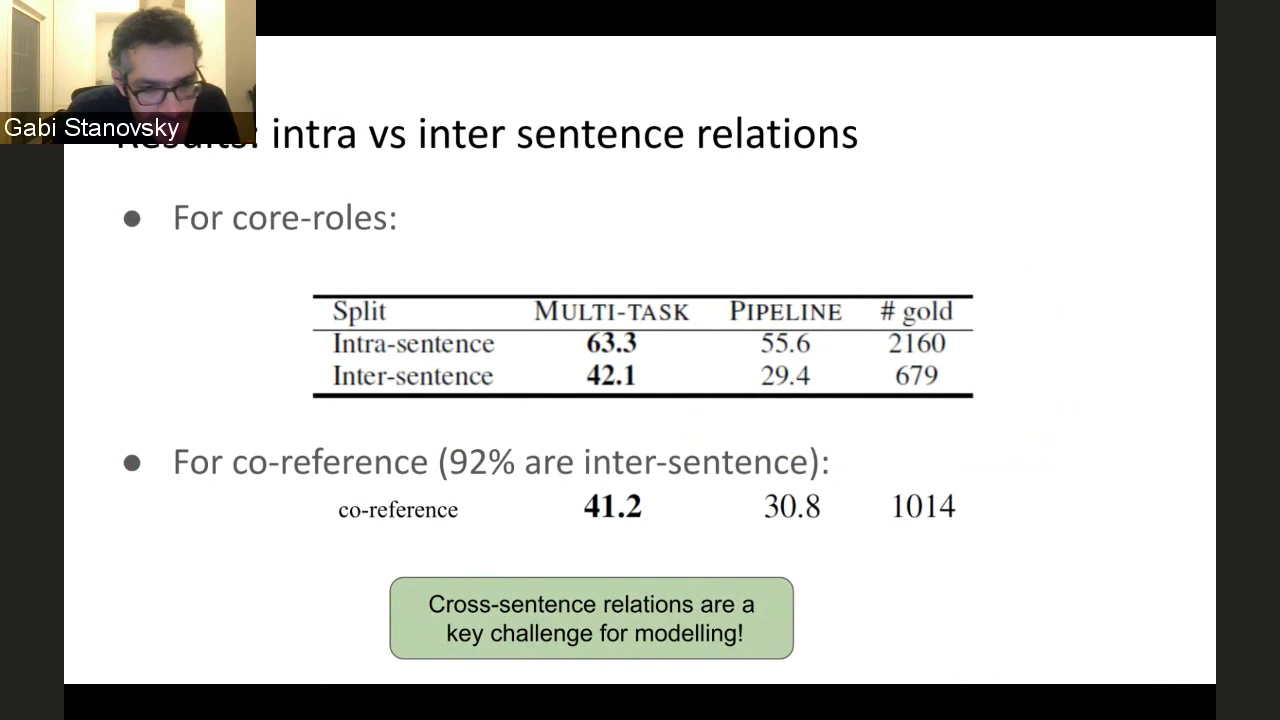 Gabi Stanovsky
Results: intra vs inter sentence relations
● For core-roles:
Split MULTI-TASK PIPELINE # gold
Intra-sentence 63.3 55.6 2160
Inter-sentence 42.1 29.4 679
● For co-reference (92% are inter-sentence):
co-reference 41.2 30.8 1014
Cross-sentence relations are a
key challenge for modelling!